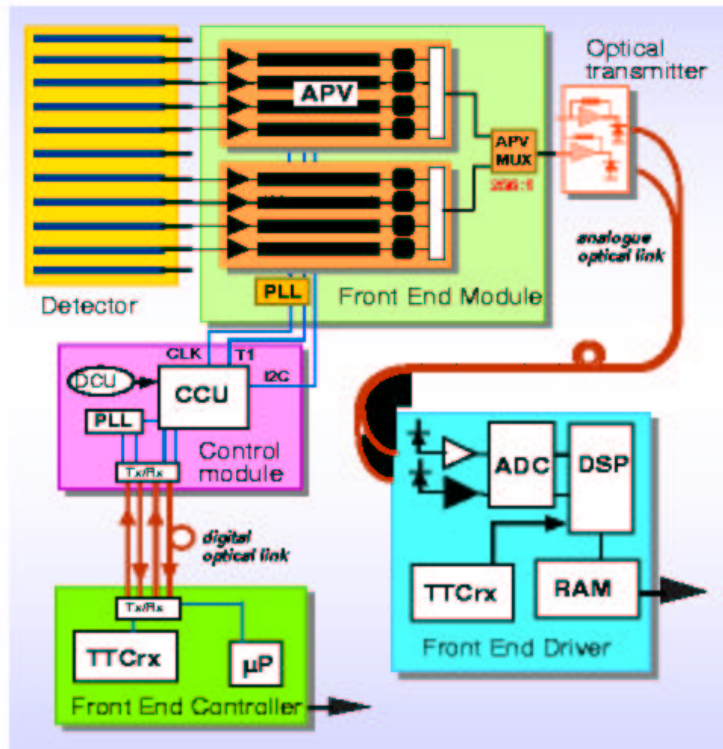 Optical
transmitter
APV
APV
MUX
256:1
analogue
optical link
Detector
PLL
Front End Module
CLK
T1
I2C
DCU
CCU
PLL
Control
module
Tx/Rx
digital
optical link
Tx/Rx
TTCrx
µP
Front End Controller
ADC
DSP
TTCrx
RAM
Front End Driver